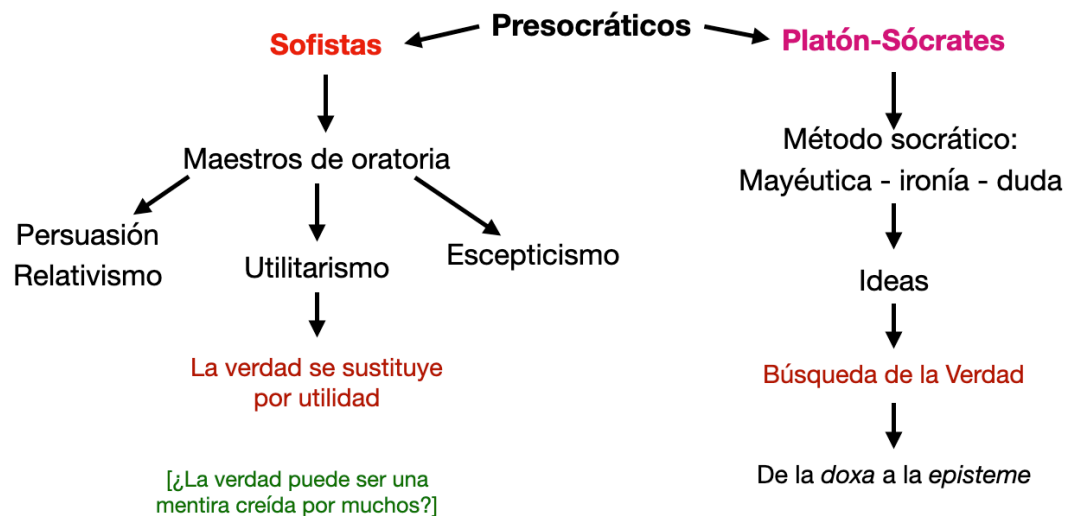 Presocráticos
Sofistas
Platón-Sócrates
Maestros de oratoria
Método socrático:
Mayéutica - ironía - duda
Persuasión
Relativismo
Utilitarismo
Escepticismo
Ideas
La verdad se sustituye
por utilidad
Búsqueda de la Verdad
[¿La verdad puede ser una
mentira creída por muchos?]
De la doxa a la episteme